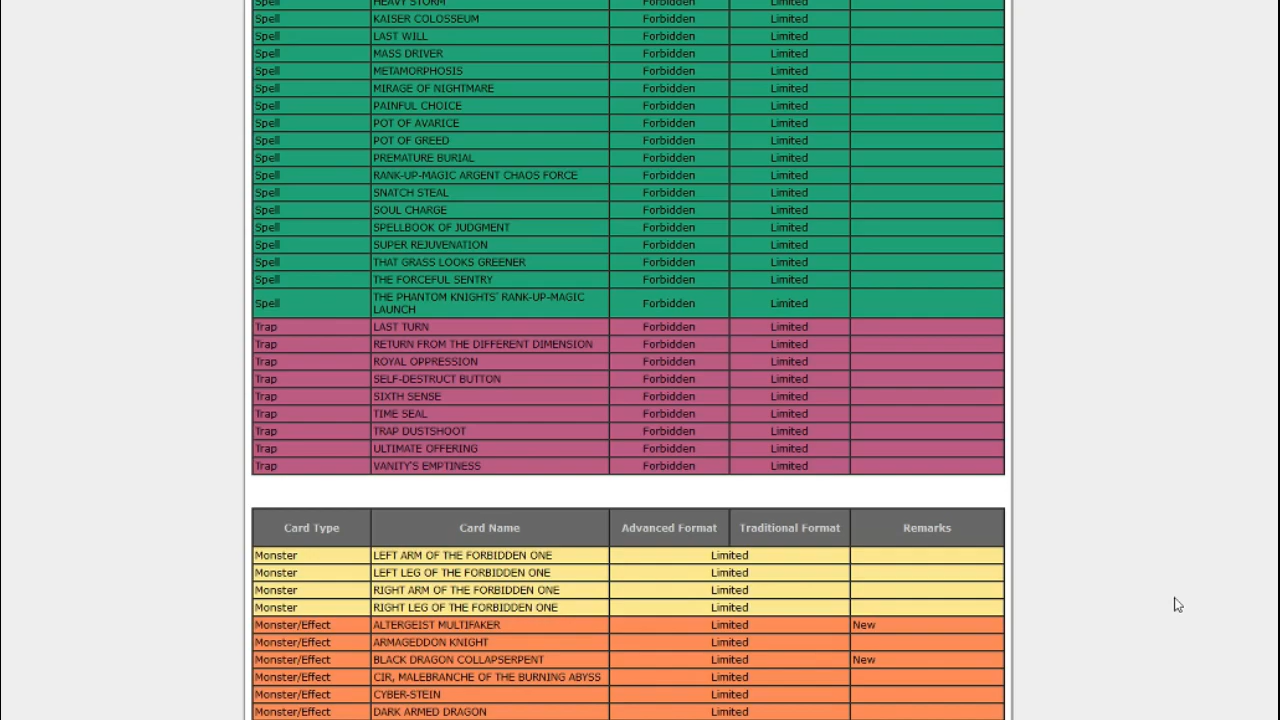 Spell HEAVY STORM Forbidden Limited
Spell KAISER COLOSSEUM Forbidden Limited
Spell LAST WILL Forbidden Limited
Spell MASS DRIVER Forbidden Limited
Spell METAMORPHOSIS Forbidden Limited
Spell MIRAGE OF NIGHTMARE Forbidden Limited
Spell PAINFUL CHOICE Forbidden Limited
Spell POT OF AVARICE Forbidden Limited
Spell POT OF GREED Forbidden Limited
Spell PREMATURE BURIAL Forbidden Limited
Spell RANK-UP-MAGIC ARGENT CHAOS FORCE Forbidden Limited
Spell SNATCH STEAL Forbidden Limited
Spell SOUL CHARGE Forbidden Limited
Spell SPELLBOOK OF JUDGMENT Forbidden Limited
Spell SUPER REJUVENATION Forbidden Limited
Spell THAT GRASS LOOKS GREENER Forbidden Limited
Spell THE FORCEFUL SENTRY Forbidden Limited
Spell THE PHANTOM KNIGHTS' RANK-UP-MAGIC
LAUNCH Forbidden Limited
Trap LAST TURN Forbidden Limited
Trap RETURN FROM THE DIFFERENT DIMENSION Forbidden Limited
Trap ROYAL OPPRESSION Forbidden Limited
Trap SELF-DESTRUCT BUTTON Forbidden Limited
Trap SIXTH SENSE Forbidden Limited
Trap TIME SEAL Forbidden Limited
Trap TRAP DUSTSHOOT Forbidden Limited
Trap ULTIMATE OFFERING Forbidden Limited
Trap VANITY'S EMPTINESS Forbidden Limited
Card Type Card Name Advanced Format Traditional Format Remarks
Monster LEFT ARM OF THE FORBIDDEN ONE Limited
Monster LEFT LEG OF THE FORBIDDEN ONE Limited
Monster RIGHT ARM OF THE FORBIDDEN ONE Limited
Monster RIGHT LEG OF THE FORBIDDEN ONE Limited
Monster/Effect ALTERGEIST MULTIFAKER Limited New
Monster/Effect ARMAGEDDON KNIGHT Limited
Monster/Effect BLACK DRAGON COLLAPSERPENT Limited New
Monster/Effect CIR, MALEBRANCHE OF THE BURNING ABYSS Limited
Monster/Effect CYBER-STEIN Limited
Monster/Effect DARK ARMED DRAGON Limited